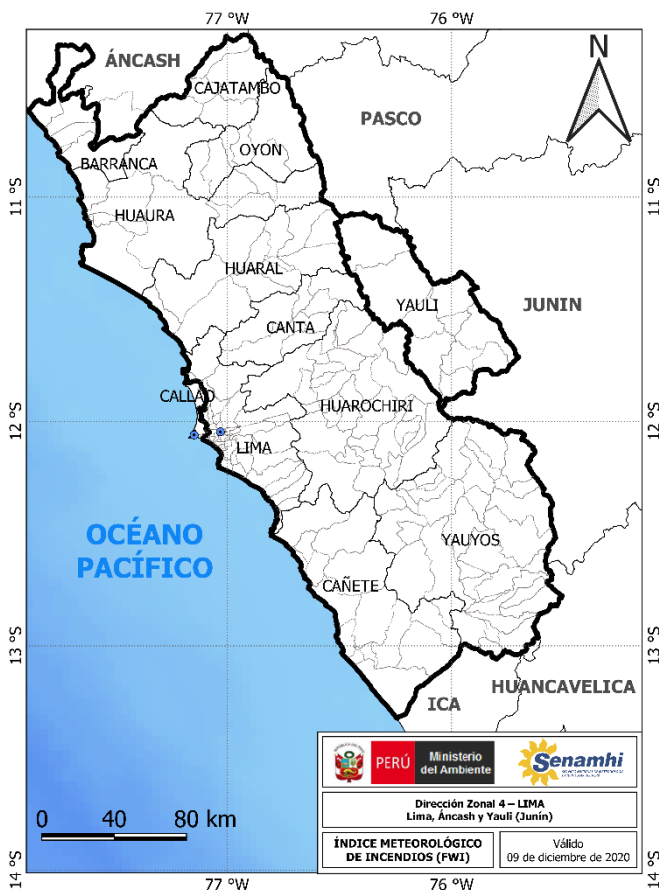 77 °W 76 °W
ÁNCASH
N
CAJATAMBO
PASCO
OYON
BARRANCA
11°S 11°S
HUAURA
HUARAL
YAULI
JUNIN
CANTA
CALLAO
HUAROCHIRI
12°S 12°S
LIMA
OCÉANO
PACÍFICO
YAUYOS
CAÑETE
13°S 13°S
HUANCAVELICA
ICA
PERÚ
Ministerio
del Ambiente
Senamhi
Dirección Zonal 4 – LIMA
Lima, Áncash y Yauli (Junín)
0 40 80 km
ÍNDICE METEOROLÓGICO
DE INCENDIOS (FWI)
Válido
09 de diciembre de 2020
14°S 14°S
77 °W 76 °W